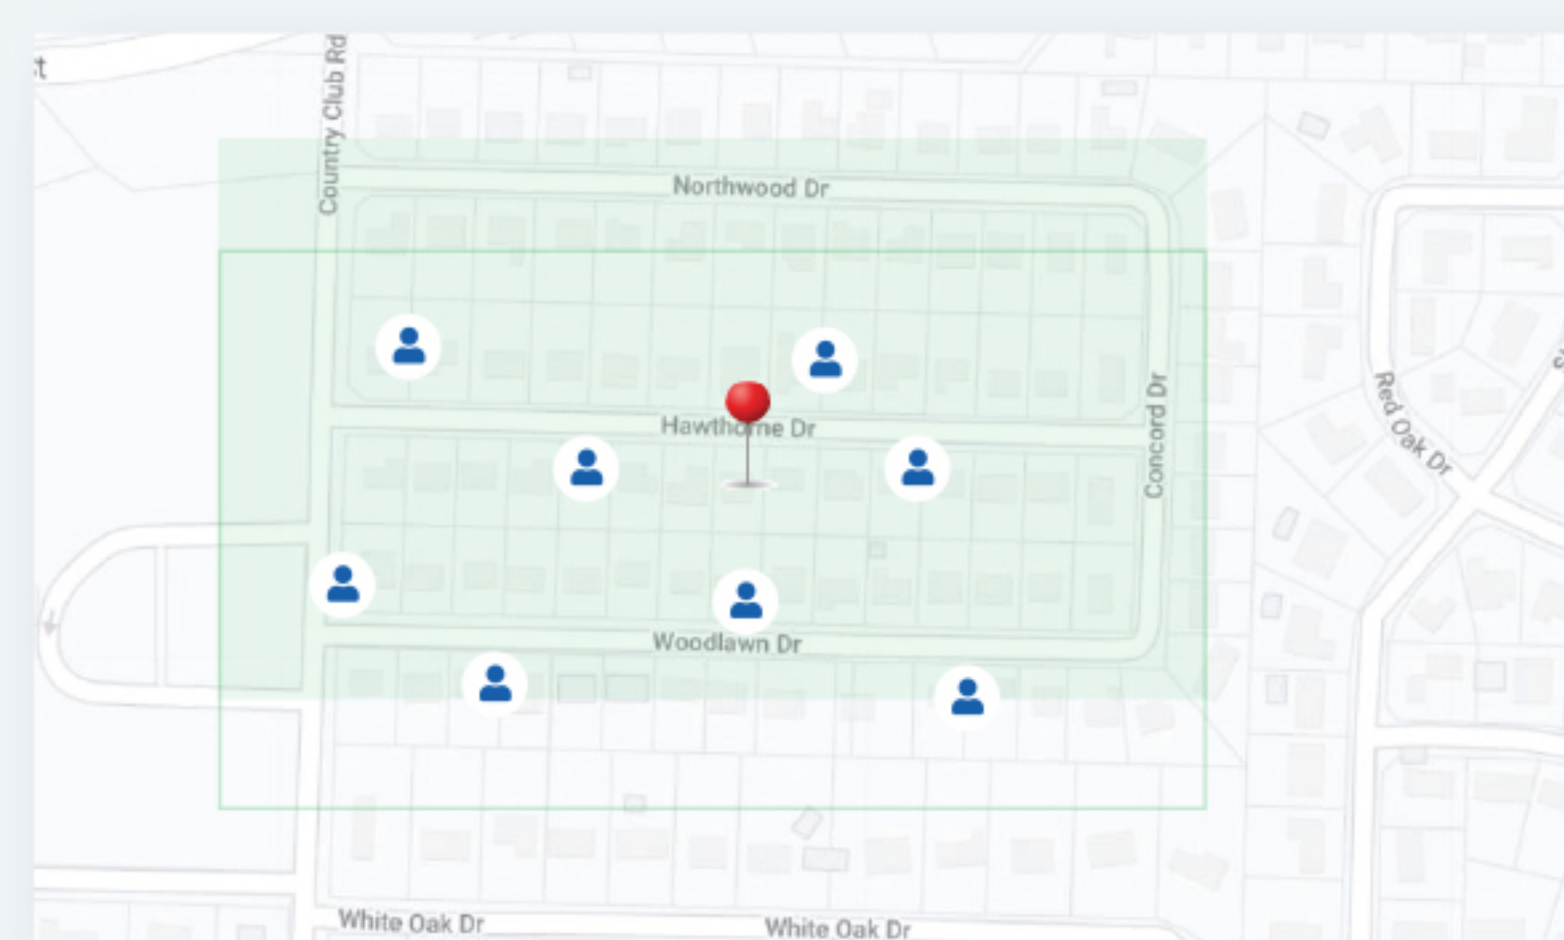 st
Country Club Rd
Northwood Dr
Hawthorne Dr
Concord Dr
Red Oak Dr
Woodlawn Dr
White Oak Dr
White Oak Dr